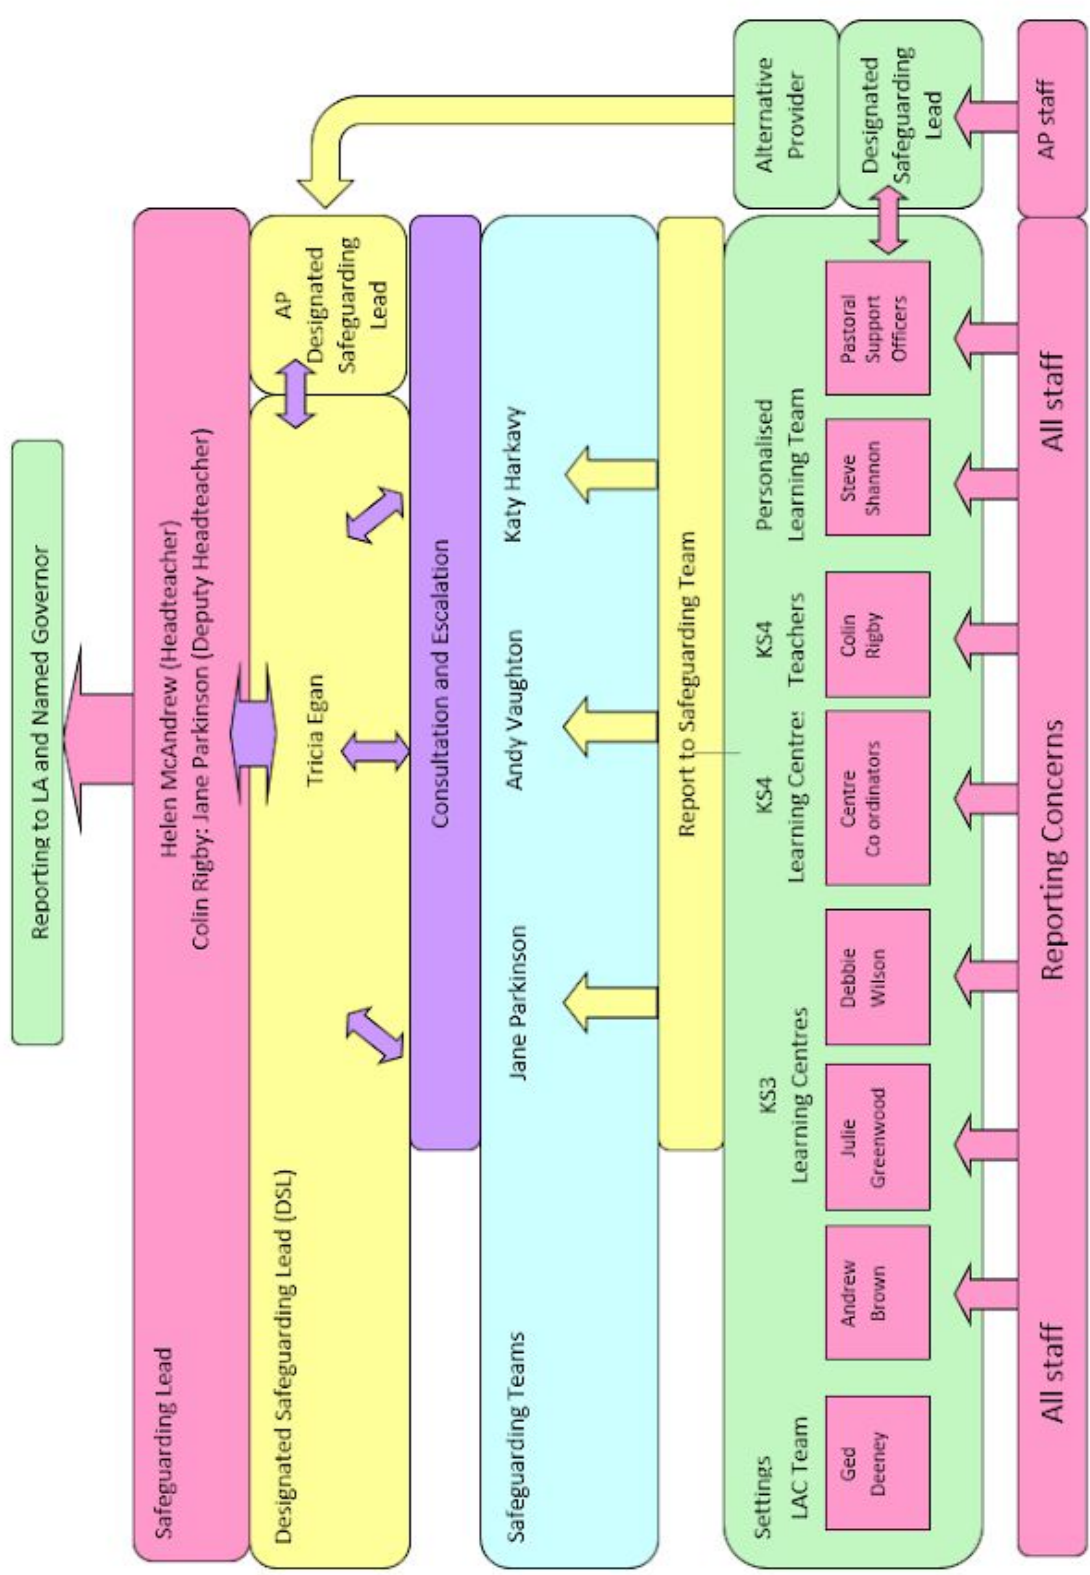 Reporting to LA and Named Governor
Safeguarding Lead
Helen McAndrew (Headteacher)
Colin Rigby: Jane Parkinson (Deputy Headteacher)
Designated Safeguarding Lead (DSL)
Tricia Egan
AP
Designated
Safeguarding
Lead
Consultation and Escalation
Safeguarding Teams
Jane Parkinson
Andy Vaughton
Katy Harkavy
Report to Safeguarding Team
Settings
LAC Team
Ged
Deeney
Andrew
Brown
KS3
Learning Centres
Julie
Greenwood
Debbie
Wilson
KS4
Learning Centres
Centre
Co ordinators
KS4
Teachers
Colin
Rigby
Personalised
Learning Team
Steve
Shannon
Pastoral
Support
Officers
Alternative
Provider
Designated
Safeguarding
Lead
All staff
Reporting Concerns
All staff
AP staff